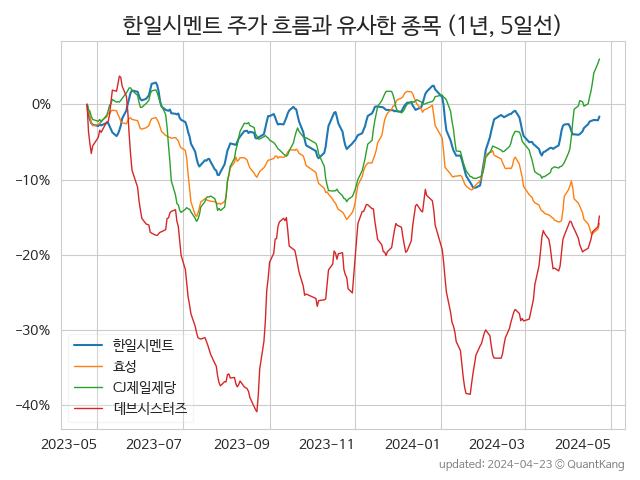 한일시멘트 주가 흐름과 유사한 종목 (1년, 5일선)
0%
−10%
−20%
−30%
−40%
한일시멘트
효성
CJ제일제당
데브시스터즈
2023-05 2023-07 2023-09 2023-11 2024-01 2024-03 2024-05
updated: 2024-04-23 © QuantKang